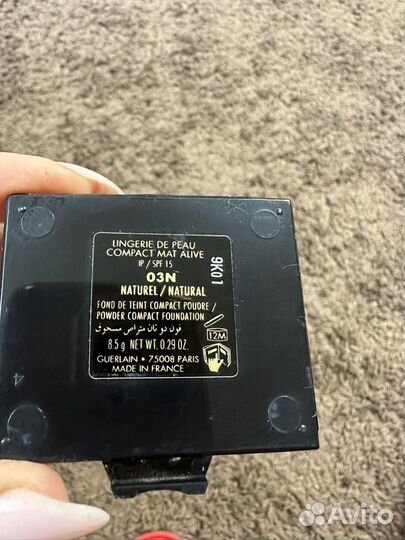 LINGERIE DE PEAU
COMPACT MAT ALIVE
IP / SPF 15
03N
NATUREL / NATURAL
FOND DE TEINT COMPACT POUDRE /
POWDER COMPACT FOUNDATION
فون دو تان متراص مسحوق
8.5 g NET WT. 0.29 OZ.
GUERLAIN • 75008 PARIS
MADE IN FRANCE
12M
9K01
4
Avito